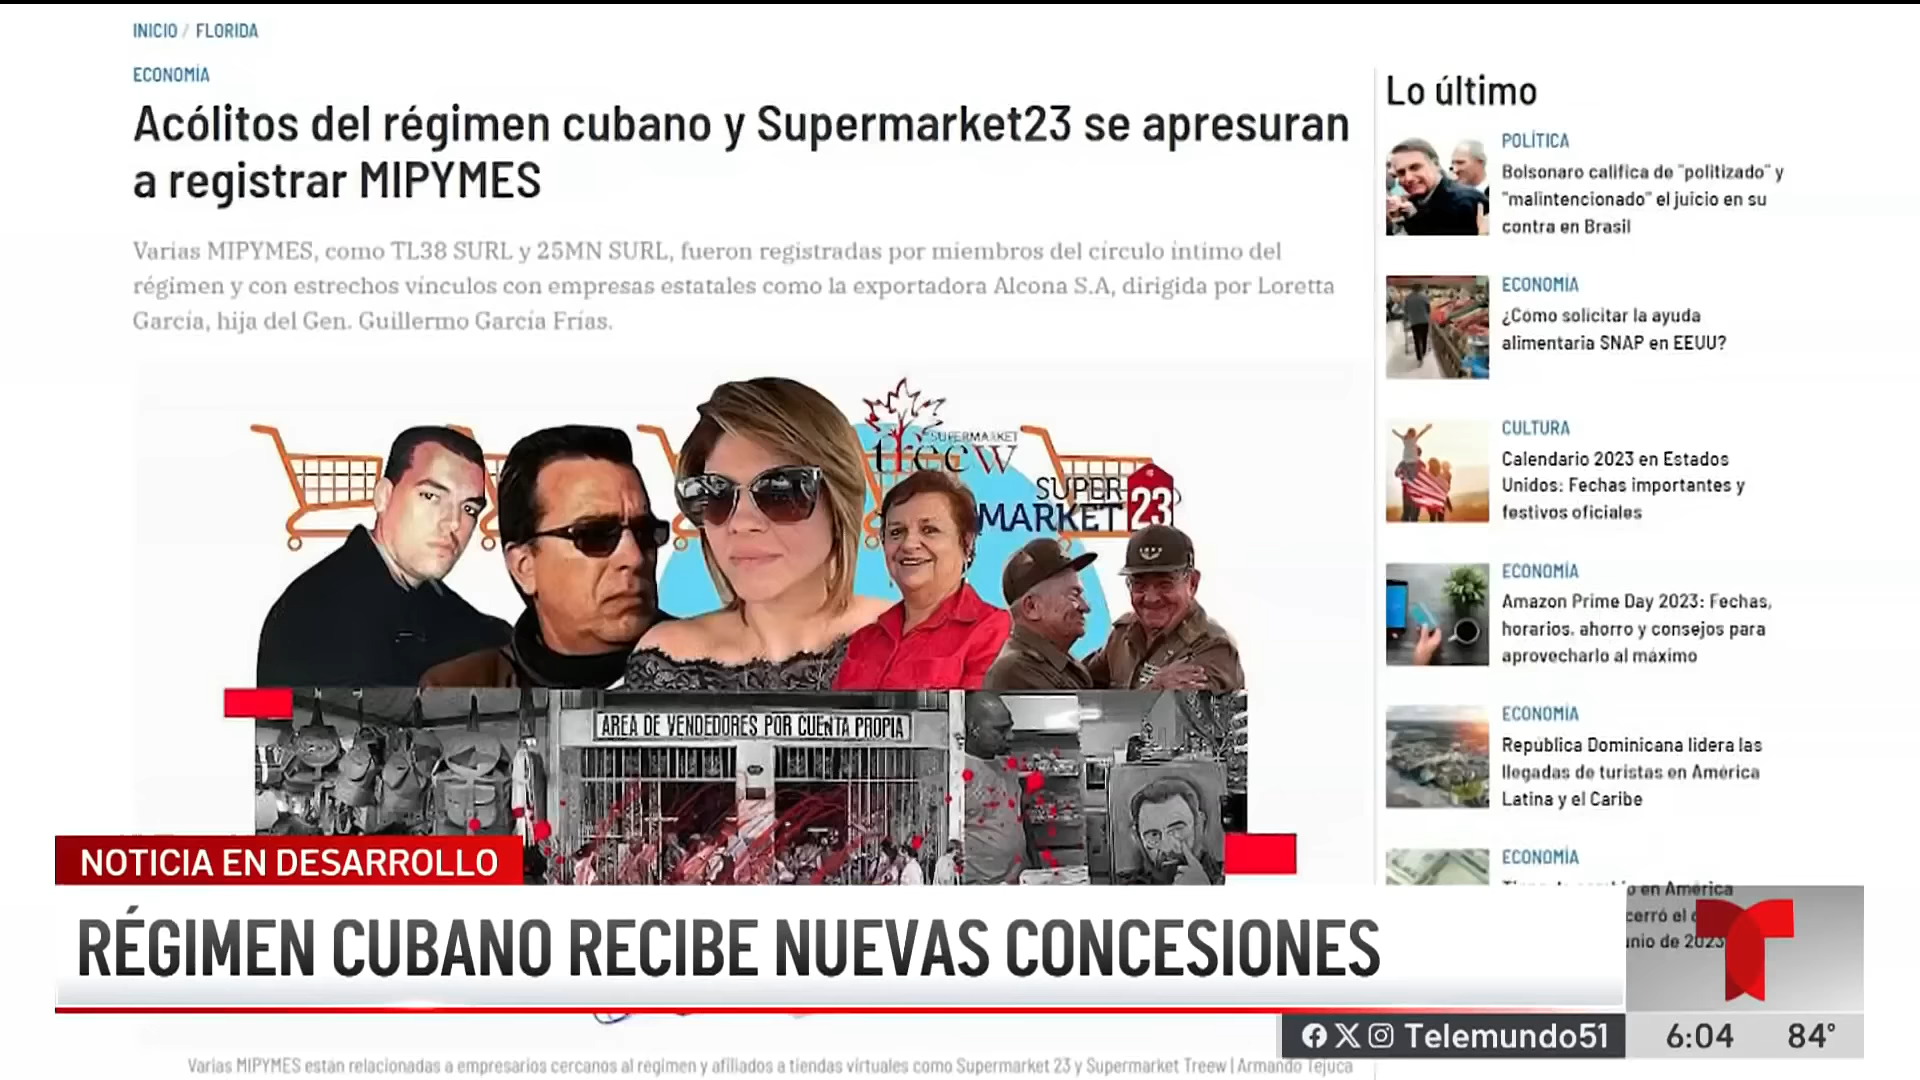 INICIO / FLORIDA
ECONOMÍA
Acólitos del régimen cubano y Supermarket23 se apresuran
a registrar MIPYMES
Varias MIPYMES, como TL38 SURL y 25MN SURL, fueron registradas por miembros del círculo íntimo del
régimen y con estrechos vínculos con empresas estatales como la exportadora Alcona S.A, dirigida por Loretta
García, hija del Gen. Guillermo García Frías.
SUPERMARKET
treew
SUPER
MARKET 23
AREA DE VENDEDORES POR CUENTA PROPIA
Lo último
POLÍTICA
Bolsonaro califica de "politizado" y
"malintencionado" el juicio en su
contra en Brasil
ECONOMÍA
¿Cómo solicitar la ayuda
alimentaria SNAP en EEUU?
CULTURA
Calendario 2023 en Estados
Unidos: Fechas importantes y
festivos oficiales
ECONOMÍA
Amazon Prime Day 2023: Fechas,
horarios, ahorro y consejos para
aprovecharlo al máximo
ECONOMÍA
República Dominicana lidera las
llegadas de turistas en América
Latina y el Caribe
ECONOMÍA
en América
cerró el
de 2023
NOTICIA EN DESARROLLO
RÉGIMEN CUBANO RECIBE NUEVAS CONCESIONES
Telemundo51
6:04 84°
Varias MIPYMES están relacionadas a empresarios cercanos al régimen y afiliados a tiendas virtuales como Supermarket 23 y Supermarket Treew | Armando Tejuca